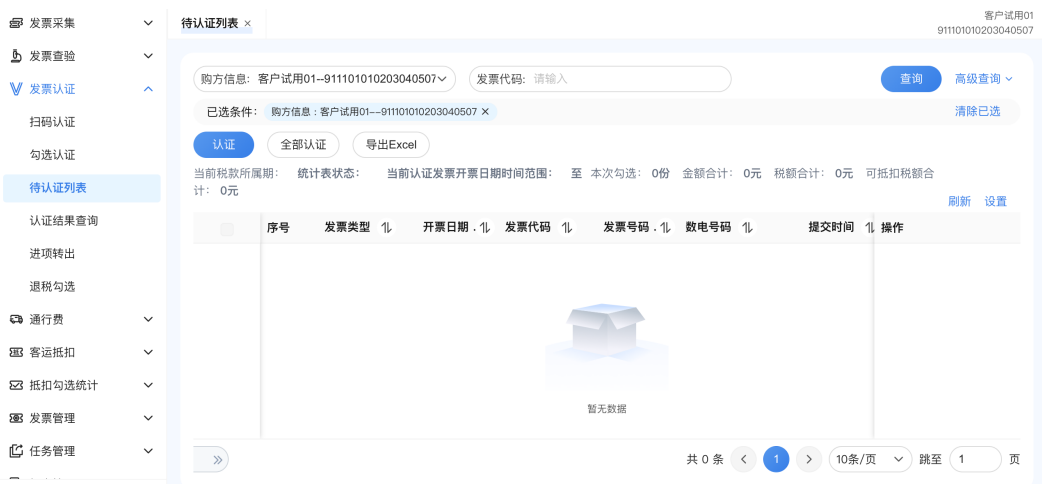 客户试用01
911101010203040507
发票采集
发票查验
发票认证
扫码认证
勾选认证
待认证列表
认证结果查询
进项转出
退税勾选
通行费
客运抵扣
抵扣勾选统计
发票管理
任务管理
待认证列表 ×
购方信息: 客户试用01--911101010203040507
发票代码: 请输入
查询 高级查询
已选条件: 购方信息 : 客户试用01--911101010203040507 ×
清除已选
认证 全部认证 导出Excel
当前税款所属期: 统计表状态: 当前认证发票开票日期时间范围: 至 本次勾选: 0份 金额合计: 0元 税额合计: 0元 可抵扣税额合
计: 0元
刷新 设置
序号 发票类型 开票日期 . 发票代码 发票号码 . 数电号码 提交时间 操作
暂无数据
共 0 条 1 10条/页 跳至 1 页